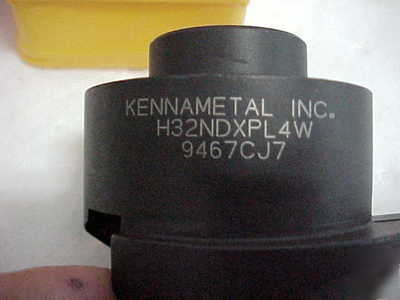 KENNAMETAL INC.
H32NDXPL4W
9467CJ7